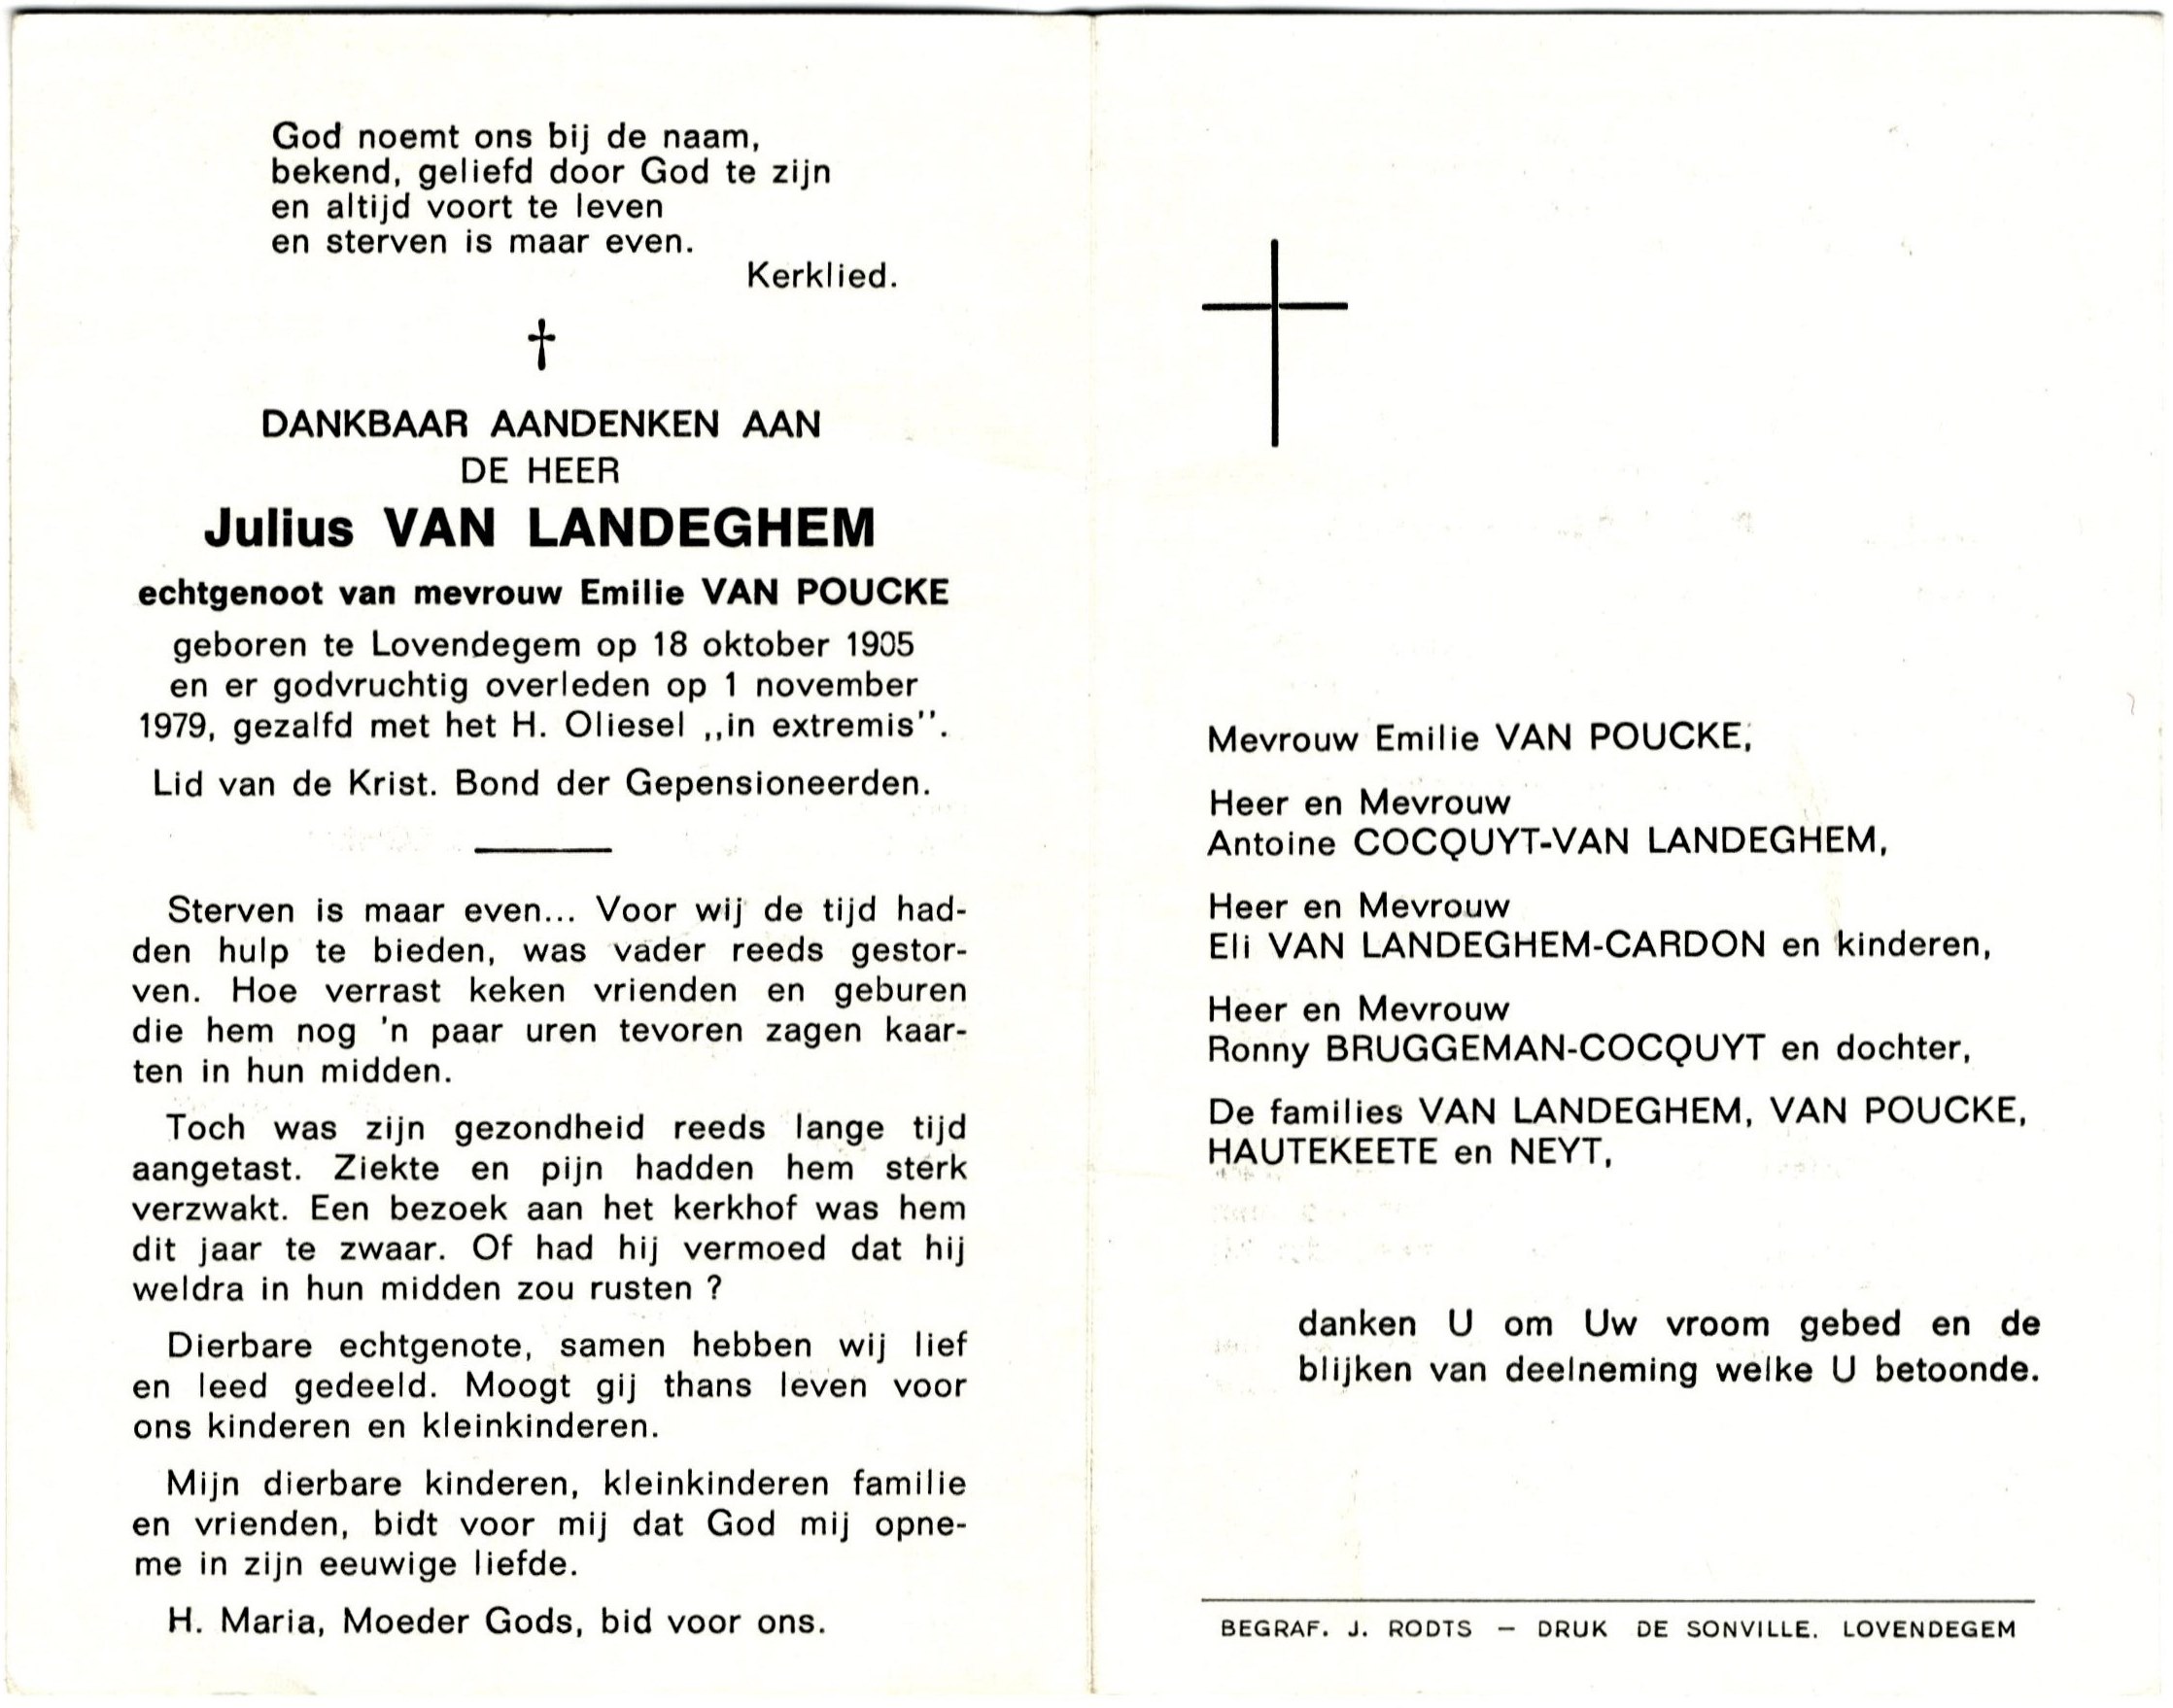 God noemt ons bij de naam,
bekend, geliefd door God te zijn
en altijd voort te leven
en sterven is maar even.
Kerklied.
DANKBAAR AANDENKEN AAN
DE HEER
Julius VAN LANDEGHEM
echtgenoot van mevrouw Emilie VAN POUCKE
geboren te Lovendegem op 18 oktober 1905
en er godvruchtig overleden op 1 november
1979, gezalfd met het H. Oliesel ,,in extremis''.
Lid van de Krist. Bond der Gepensioneerden.
Sterven is maar even... Voor wij de tijd had-
den hulp te bieden, was vader reeds gestor-
ven. Hoe verrast keken vrienden en geburen
die hem nog 'n paar uren tevoren zagen kaar-
ten in hun midden.
Toch was zijn gezondheid reeds lange tijd
aangetast. Ziekte en pijn hadden hem sterk
verzwakt. Een bezoek aan het kerkhof was hem
dit jaar te zwaar. Of had hij vermoed dat hij
weldra in hun midden zou rusten ?
Dierbare echtgenote, samen hebben wij lief
en leed gedeeld. Moogt gij thans leven voor
ons kinderen en kleinkinderen.
Mijn dierbare kinderen, kleinkinderen familie
en vrienden, bidt voor mij dat God mij opne-
me in zijn eeuwige liefde.
H. Maria, Moeder Gods, bid voor ons.
Mevrouw Emilie VAN POUCKE,
Heer en Mevrouw
Antoine COCQUYT-VAN LANDEGHEM,
Heer en Mevrouw
Eli VAN LANDEGHEM-CARDON en kinderen,
Heer en Mevrouw
Ronny BRUGGEMAN-COCQUYT en dochter,
De families VAN LANDEGHEM, VAN POUCKE,
HAUTEKEETE en NEYT,
danken U om Uw vroom gebed en de
blijken van deelneming welke U betoonde.
BEGRAF. J. RODTS — DRUK DE SONVILLE. LOVENDEGEM